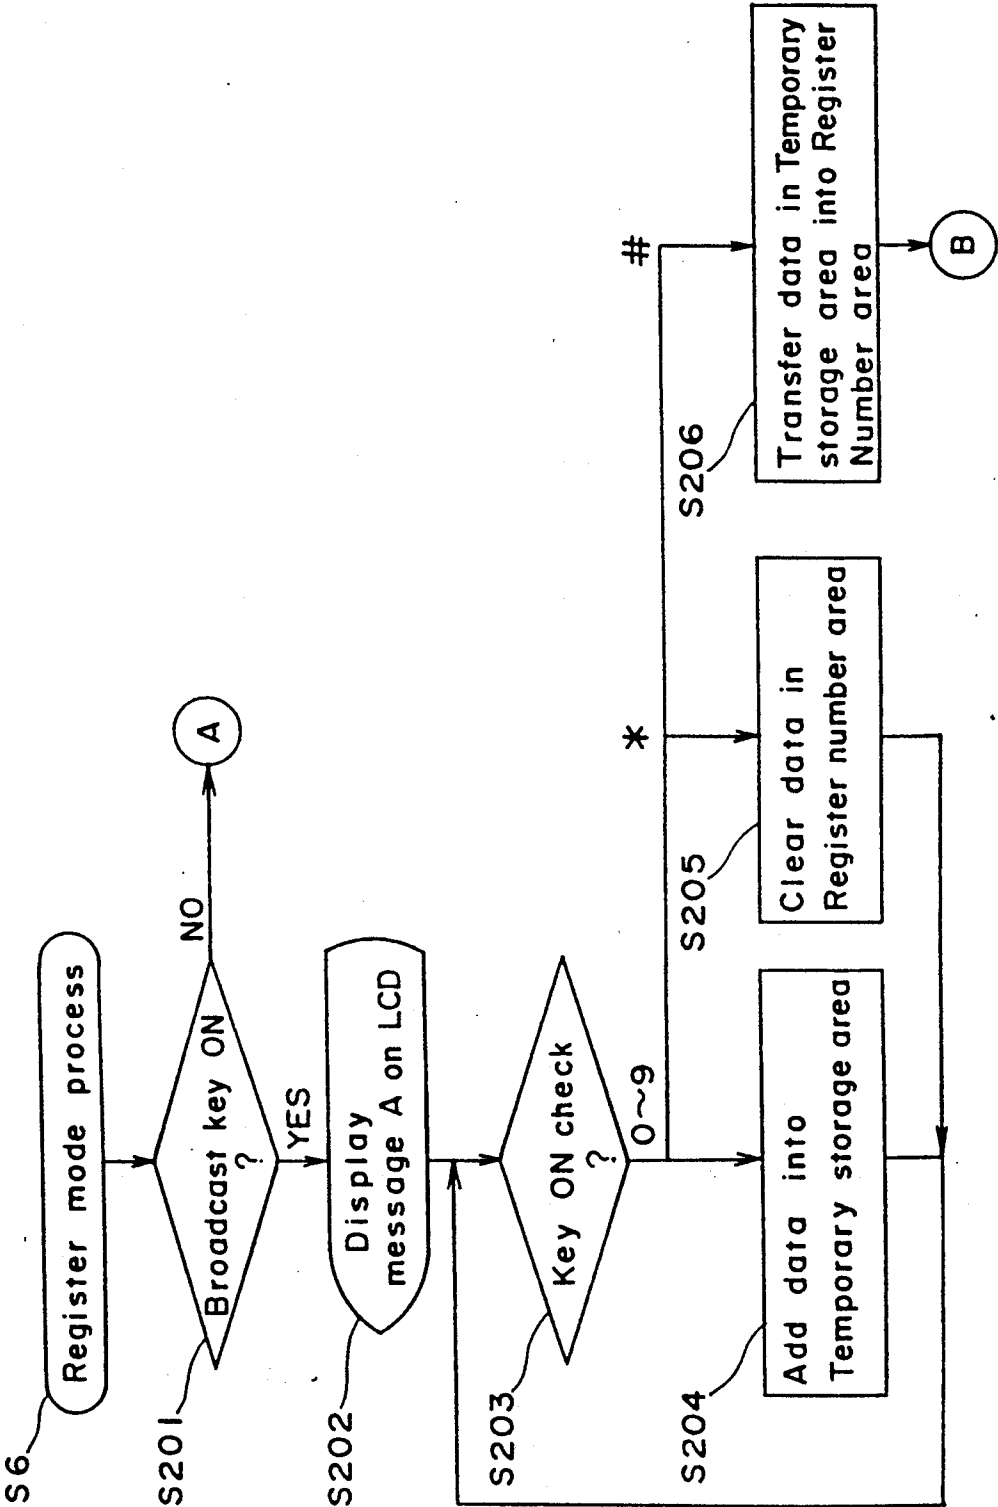 S6
Register mode process
S201
Broadcast key ON
?
NO
A
YES
S202
Display
message A on LCD
S203
Key ON check
?
0~9
*
#
S204
Add data into
Temporary storage area
S205
Clear data in
Register number area
S206
Transfer data in Temporary
storage area into Register
Number area
B